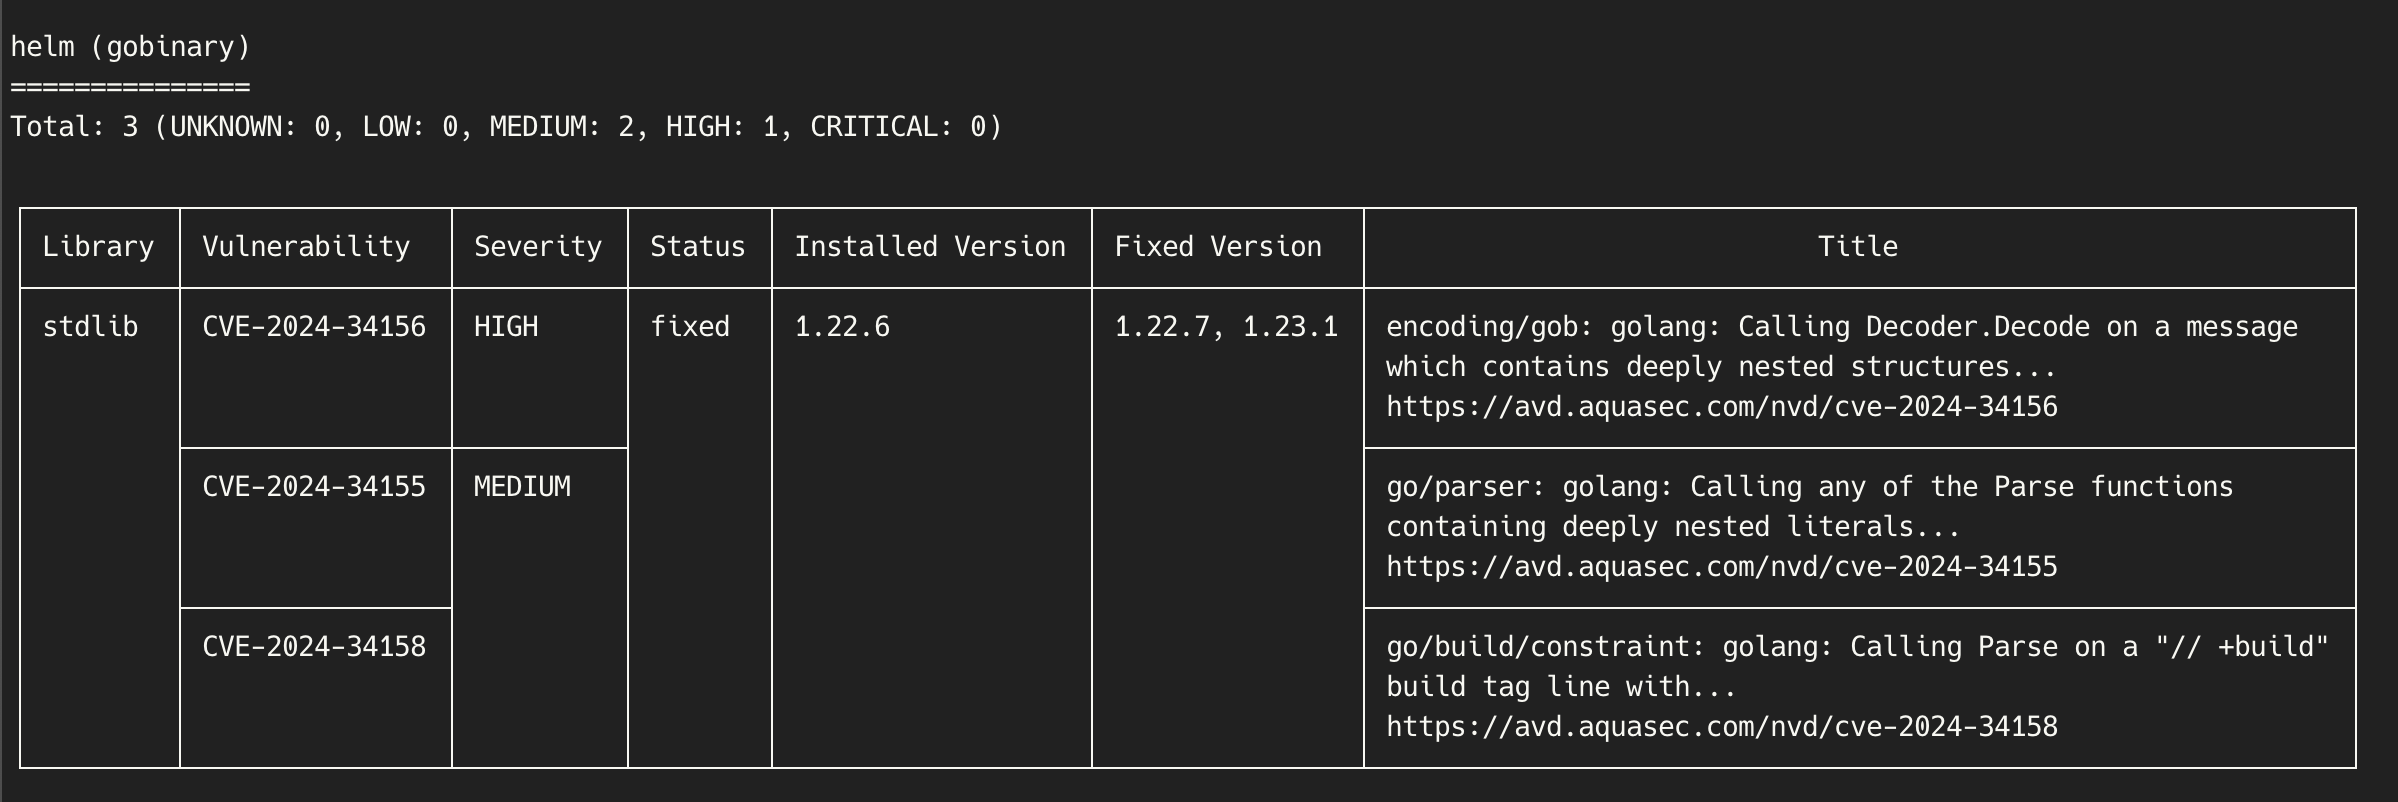 helm (gobinary)
===============
Total: 3 (UNKNOWN: 0, LOW: 0, MEDIUM: 2, HIGH: 1, CRITICAL: 0)
Library Vulnerability Severity Status Installed Version Fixed Version Title
stdlib CVE-2024-34156 HIGH fixed 1.22.6 1.22.7, 1.23.1 encoding/gob: golang: Calling Decoder.Decode on a message
which contains deeply nested structures...
https://avd.aquasec.com/nvd/cve-2024-34156
CVE-2024-34155 MEDIUM go/parser: golang: Calling any of the Parse functions
containing deeply nested literals...
https://avd.aquasec.com/nvd/cve-2024-34155
CVE-2024-34158 go/build/constraint: golang: Calling Parse on a "// +build"
build tag line with...
https://avd.aquasec.com/nvd/cve-2024-34158